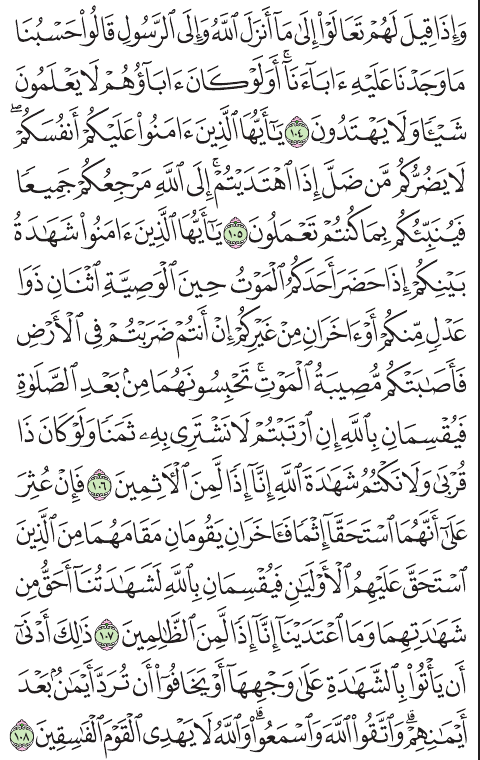 وَإِذَا قِيلَ لَهُمْ تَعَالَوْا۟ إِلَىٰ مَآ أَنزَلَ ٱللَّهُ وَإِلَى ٱلرَّسُولِ قَالُوا۟ حَسْبُنَا
مَا وَجَدْنَا عَلَيْهِ ءَابَآءَنَآ ۚ أَوَلَوْ كَانَ ءَابَآؤُهُمْ لَا يَعْلَمُونَ
شَيْـًٔا وَلَا يَهْتَدُونَ ١٠٤ يَـٰٓأَيُّهَا ٱلَّذِينَ ءَامَنُوا۟ عَلَيْكُمْ أَنفُسَكُمْ ۖ
لَا يَضُرُّكُم مَّن ضَلَّ إِذَا ٱهْتَدَيْتُمْ ۚ إِلَى ٱللَّهِ مَرْجِعُكُمْ جَمِيعًا
فَيُنَبِّئُكُم بِمَا كُنتُمْ تَعْمَلُونَ ١٠٥ يَـٰٓأَيُّهَا ٱلَّذِينَ ءَامَنُوا۟ شَهَـٰدَةُ
بَيْنِكُمْ إِذَا حَضَرَ أَحَدَكُمُ ٱلْمَوْتُ حِينَ ٱلْوَصِيَّةِ ٱثْنَانِ ذَوَا
عَدْلٍ مِّنكُمْ أَوْ ءَاخَرَانِ مِنْ غَيْرِكُمْ إِنْ أَنتُمْ ضَرَبْتُمْ فِى ٱلْأَرْضِ
فَأَصَـٰبَتْكُم مُّصِيبَةُ ٱلْمَوْتِ ۚ تَحْبِسُونَهُمَا مِنۢ بَعْدِ ٱلصَّلَوٰةِ
فَيُقْسِمَانِ بِٱللَّهِ إِنِ ٱرْتَبْتُمْ لَا نَشْتَرِى بِهِۦ ثَمَنًا وَلَوْ كَانَ ذَا
قُرْبَىٰ ۙ وَلَا نَكْتُمُ شَهَـٰدَةَ ٱللَّهِ إِنَّآ إِذًا لَّمِنَ ٱلْـَٔاثِمِينَ ١٠٦ فَإِنْ عُثِرَ
عَلَىٰٓ أَنَّهُمَا ٱسْتَحَقَّآ إِثْمًا فَـَٔاخَرَانِ يَقُومَانِ مَقَامَهُمَا مِنَ ٱلَّذِينَ
ٱسْتَحَقَّ عَلَيْهِمُ ٱلْأَوْلَيَـٰنِ فَيُقْسِمَانِ بِٱللَّهِ لَشَهَـٰدَتُنَآ أَحَقُّ مِن
شَهَـٰدَتِهِمَا وَمَا ٱعْتَدَيْنَآ إِنَّآ إِذًا لَّمِنَ ٱلظَّـٰلِمِينَ ١٠٧ ذَٰلِكَ أَدْنَىٰٓ
أَن يَأْتُوا۟ بِٱلشَّهَـٰدَةِ عَلَىٰ وَجْهِهَآ أَوْ يَخَافُوٓا۟ أَن تُرَدَّ أَيْمَـٰنٌۢ بَعْدَ
أَيْمَـٰنِهِمْ ۗ وَٱتَّقُوا۟ ٱللَّهَ وَٱسْمَعُوا۟ ۗ وَٱللَّهُ لَا يَهْدِى ٱلْقَوْمَ ٱلْفَـٰسِقِينَ ١٠٨